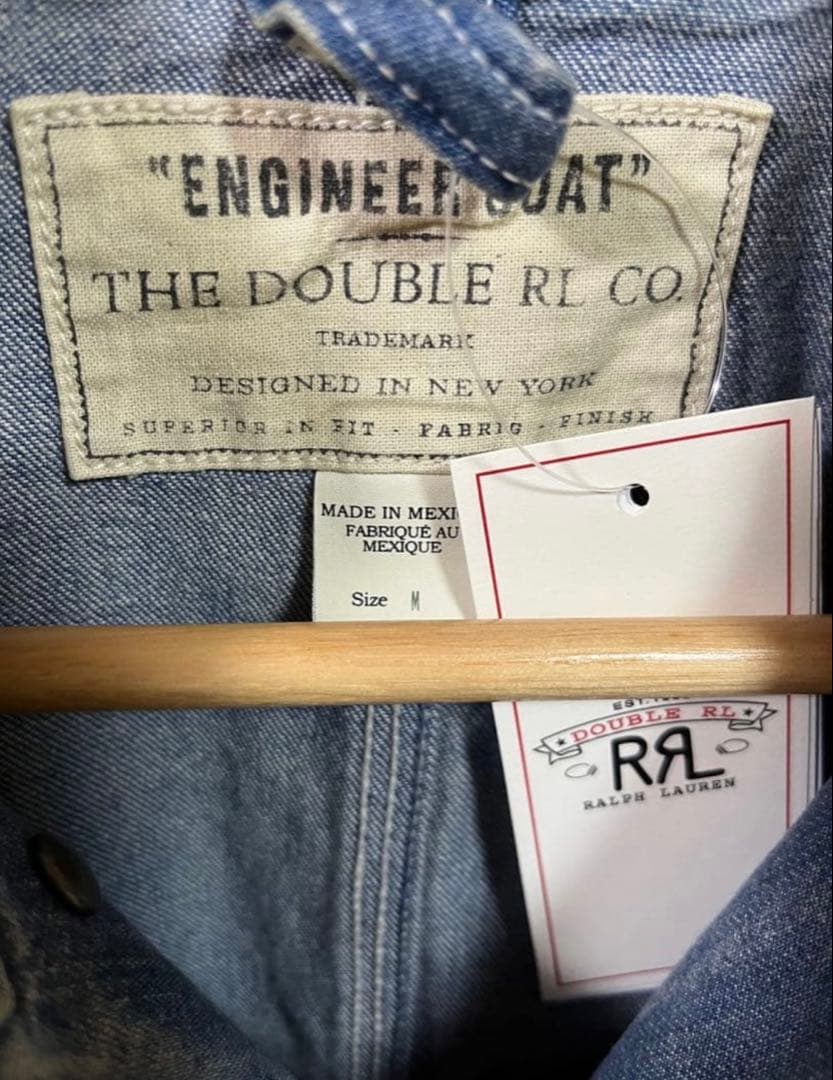 "ENGINEER COAT"
THE DOUBLE RL CO.
TRADEMARK
DESIGNED IN NEW YORK
SUPERIOR IN FIT - FABRIC - FINISH
MADE IN MEXI
FABRIQUÉ AU
MEXIQUE
Size M
EST.
DOUBLE RL
RRL
RALPH LAUREN